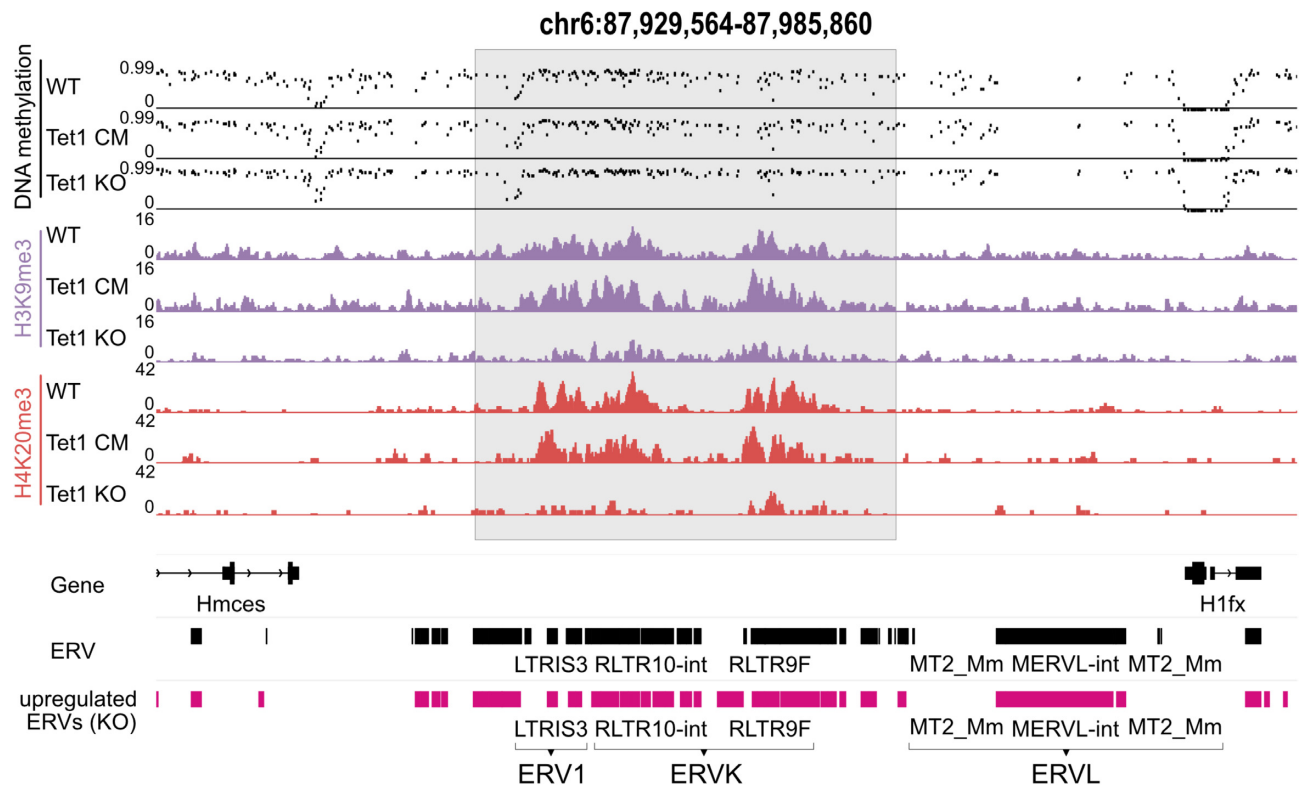 chr6:87,929,564-87,985,860
DNA methylation
0.99
WT
0
0.99
Tet1 CM
0
0.99
Tet1 KO
0
H3K9me3
16
WT
0
16
Tet1 CM
0
16
Tet1 KO
0
H4K20me3
42
WT
0
42
Tet1 CM
0
42
Tet1 KO
0
Gene
Hmces
H1fx
ERV
LTRIS3 RLTR10-int RLTR9F MT2_Mm MERVL-int MT2_Mm
upregulated
ERVs (KO)
LTRIS3 RLTR10-int RLTR9F MT2_Mm MERVL-int MT2_Mm
ERV1 ERVK ERVL